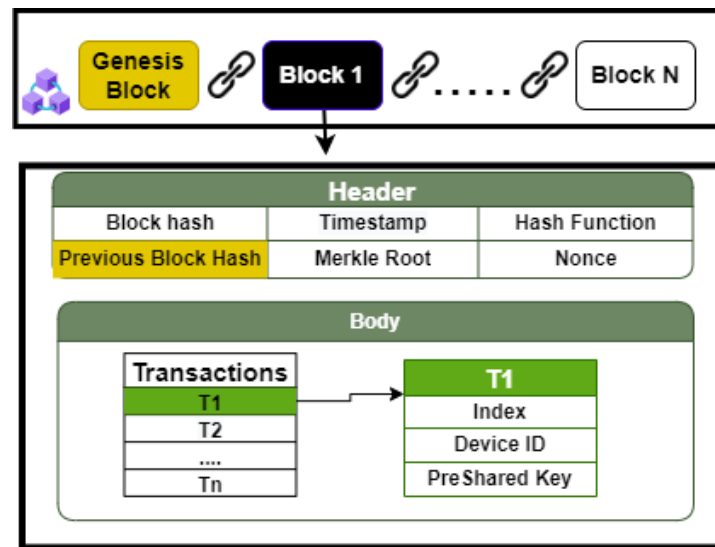 Genesis
Block
Block 1
.....
Block N
Header
Block hash
Timestamp
Hash Function
Previous Block Hash
Merkle Root
Nonce
Body
Transactions
T1
T2
....
Tn
T1
Index
Device ID
PreShared Key